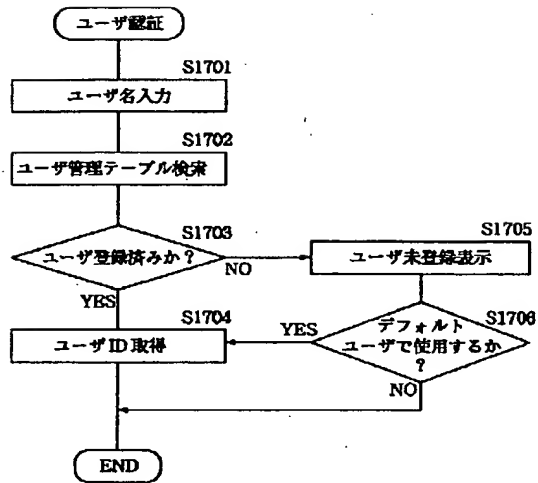 ユーザ認証
S1701
ユーザ名入力
S1702
ユーザ管理テーブル検索
S1703
ユーザ登録済みか？
NO
YES
S1704
ユーザID取得
S1705
ユーザ未登録表示
S1706
デフォルト
ユーザで使用するか
？
YES
NO
END